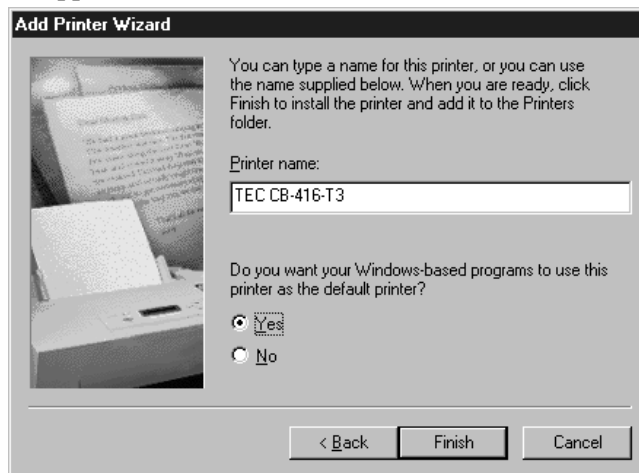 Add Printer Wizard
You can type a name for this printer, or you can use
the name supplied below. When you are ready, click
Finish to install the printer and add it to the Printers
folder.
Printer name:
TEC CB-416-T3
Do you want your Windows-based programs to use this
printer as the default printer?
Yes
No
< Back Finish Cancel